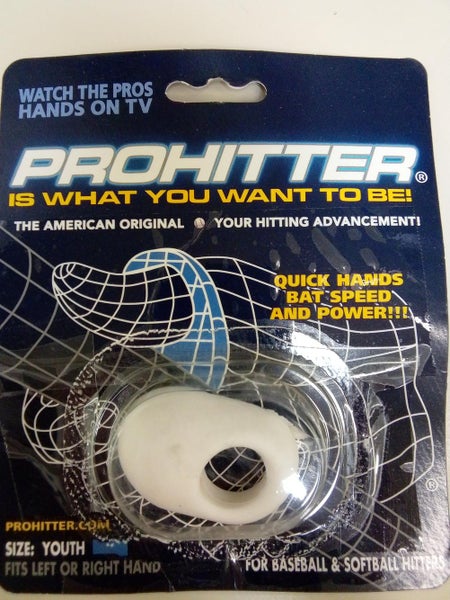 WATCH THE PROS
HANDS ON TV
PROHITTER®
IS WHAT YOU WANT TO BE!
THE AMERICAN ORIGINAL YOUR HITTING ADVANCEMENT!
QUICK HANDS
BAT SPEED
AND POWER!!!
®
PROHITTER.COM
SIZE: YOUTH
FITS LEFT OR RIGHT HAND
FOR BASEBALL & SOFTBALL HITTERS